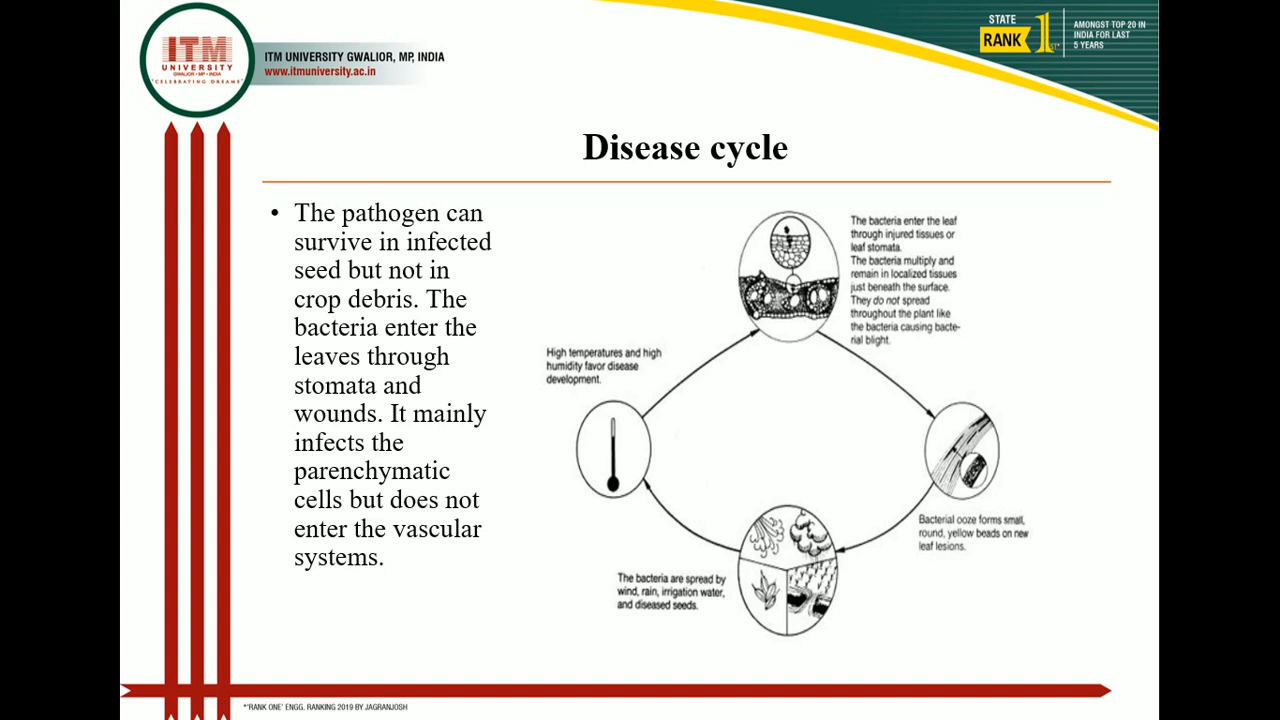 ITM
UNIVERSITY
GWALIOR • MP • INDIA
"CELEBRATING DREAMS"
ITM UNIVERSITY GWALIOR, MP, INDIA
www.itmuniversity.ac.in
STATE
RANK 1ST*
AMONGST TOP 20 IN
INDIA FOR LAST
5 YEARS
Disease cycle
• The pathogen can
survive in infected
seed but not in
crop debris. The
bacteria enter the
leaves through
stomata and
wounds. It mainly
infects the
parenchymatic
cells but does not
enter the vascular
systems.
The bacteria enter the leaf
through injured tissues or
leaf stomata.
The bacteria multiply and
remain in localized tissues
just beneath the surface.
They do not spread
throughout the plant like
the bacteria causing bacte-
rial blight.
High temperatures and high
humidity favor disease
development.
Bacterial ooze forms small,
round, yellow beads on new
leaf lesions.
The bacteria are spread by
wind, rain, irrigation water,
and diseased seeds.
*'RANK ONE' ENGG. RANKING 2019 BY JAGRANJOSH